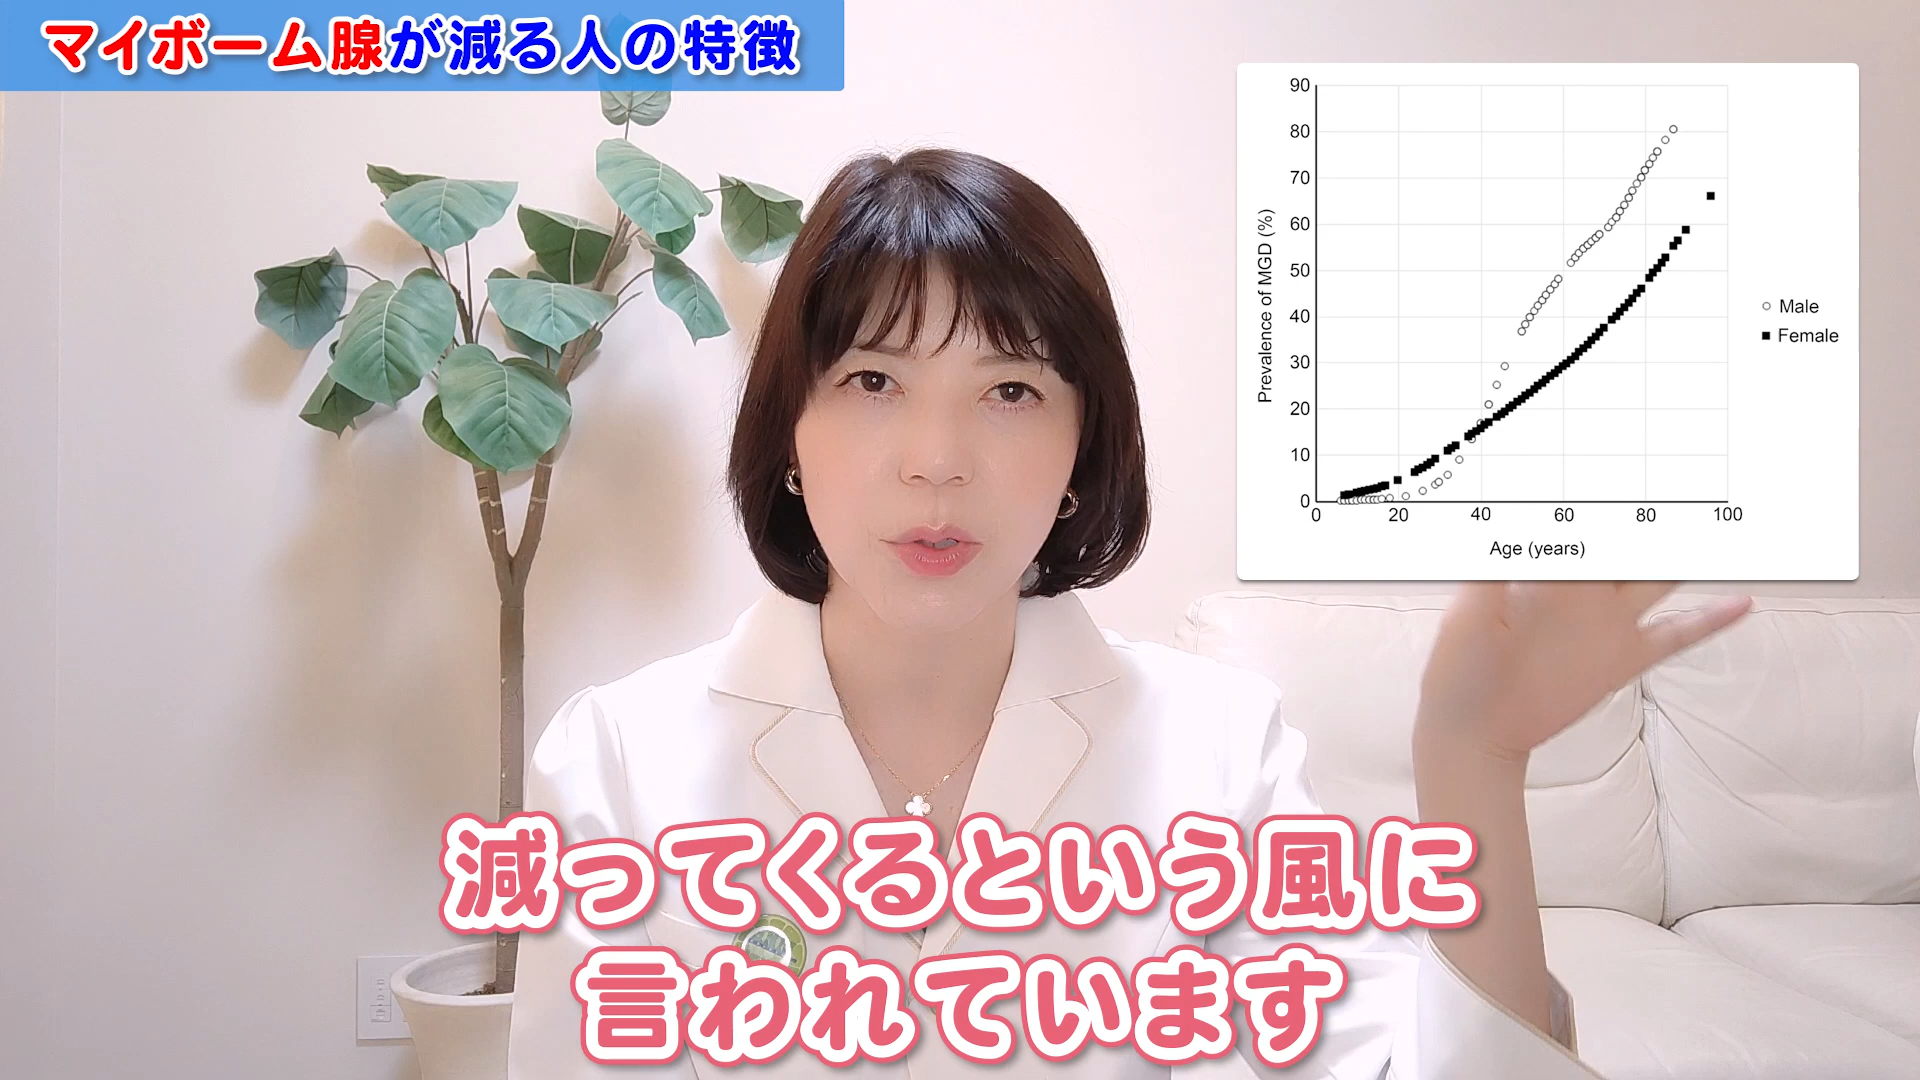 マイボーム腺が減る人の特徴
90
80
70
60
50
40
30
20
10
0
Prevalence of MGD (%)
0 20 40 60 80 100
Age (years)
Male
Female
減ってくるという風に
言われています